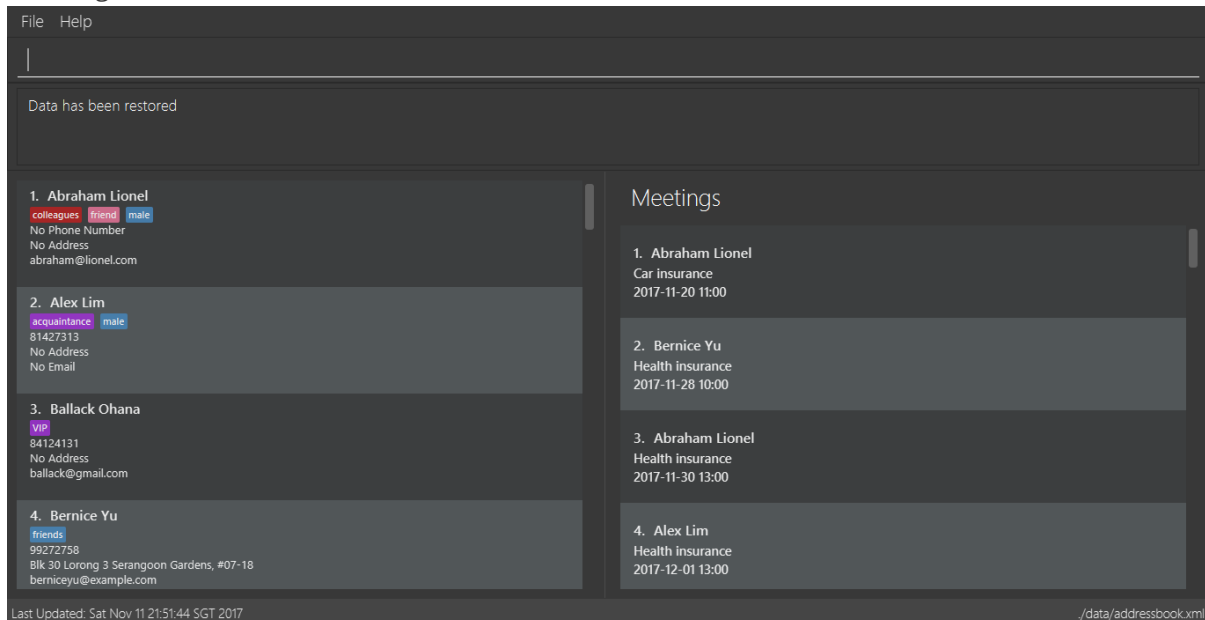 File Help
Data has been restored
1. Abraham Lionel
colleagues friend male
No Phone Number
No Address
abraham@lionel.com
2. Alex Lim
acquaintance male
81427313
No Address
No Email
3. Ballack Ohana
VIP
84124131
No Address
ballack@gmail.com
4. Bernice Yu
friends
99272758
Blk 30 Lorong 3 Serangoon Gardens, #07-18
berniceyu@example.com
Meetings
1. Abraham Lionel
Car insurance
2017-11-20 11:00
2. Bernice Yu
Health insurance
2017-11-28 10:00
3. Abraham Lionel
Health insurance
2017-11-30 13:00
4. Alex Lim
Health insurance
2017-12-01 13:00
Last Updated: Sat Nov 11 21:51:44 SGT 2017
./data/addressbook.xml